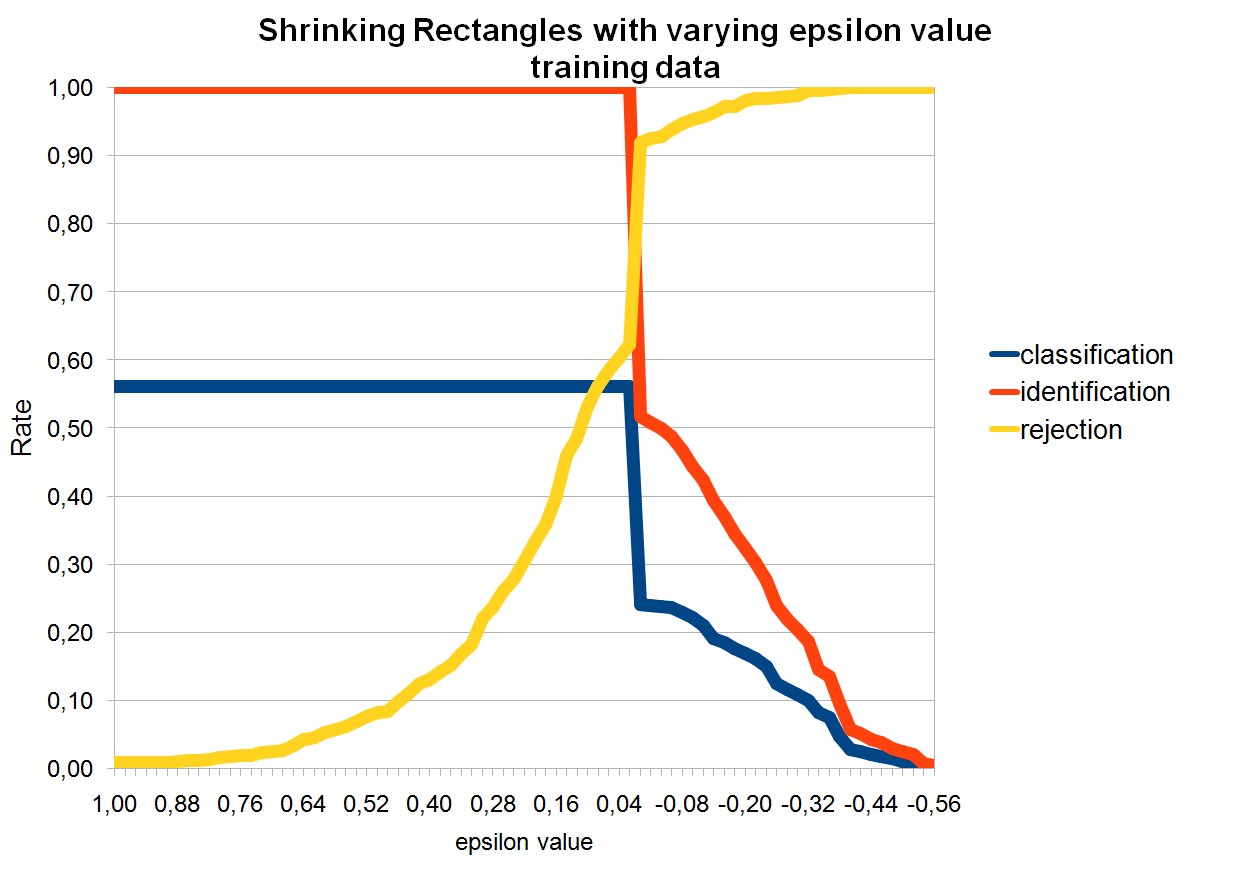 Shrinking Rectangles with varying epsilon value
training data
1,00
0,90
0,80
0,70
0,60
0,50
0,40
0,30
0,20
0,10
0,00
Rate
1,00 0,88 0,76 0,64 0,52 0,40 0,28 0,16 0,04 -0,08 -0,20 -0,32 -0,44 -0,56
epsilon value
classification
identification
rejection